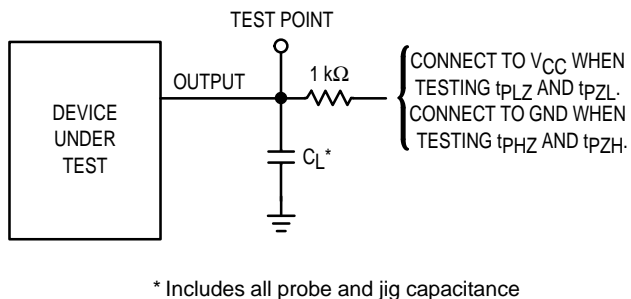 TEST POINT
1 kΩ
OUTPUT
DEVICE
UNDER
TEST
CL*
CONNECT TO VCC WHEN
TESTING tPLZ AND tPZL.
CONNECT TO GND WHEN
TESTING tPHZ AND tPZH.
* Includes all probe and jig capacitance